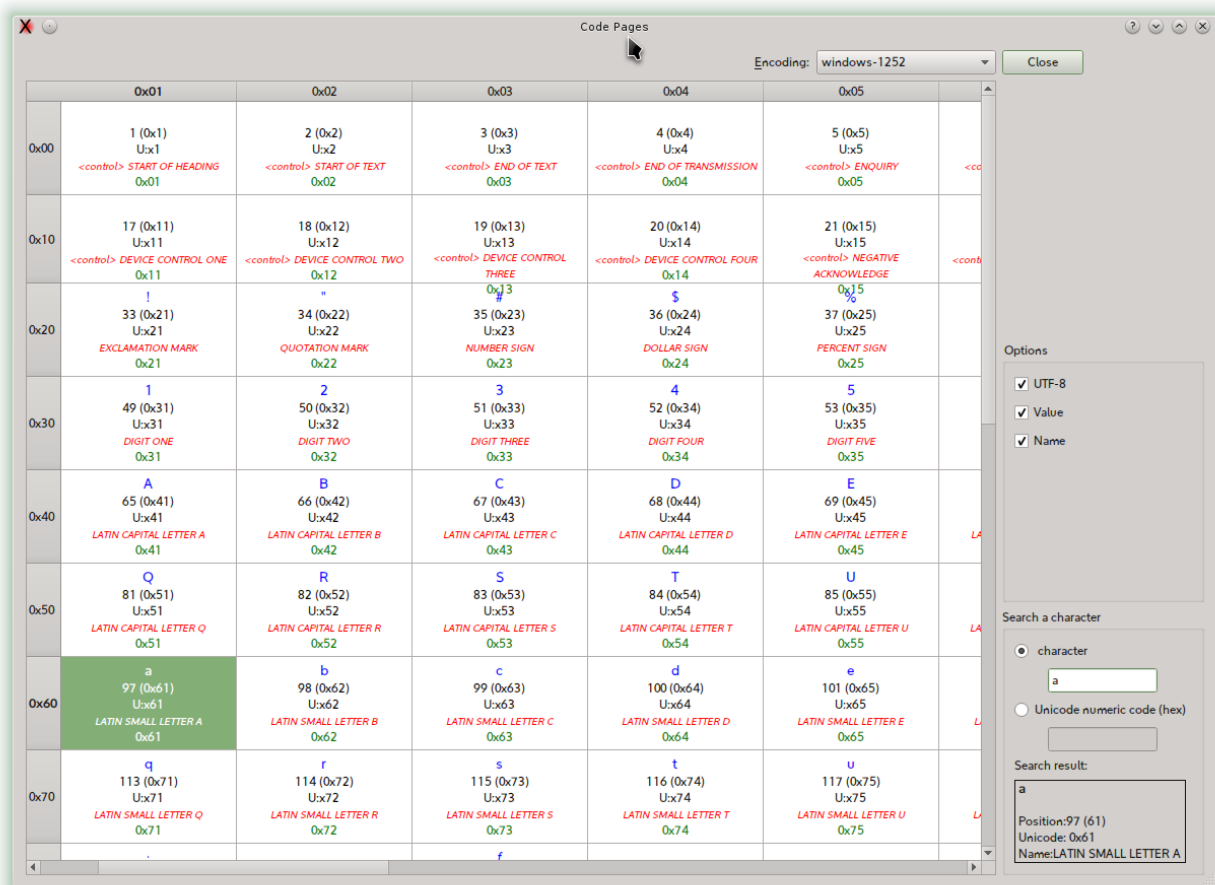 Code Pages
Encoding: windows-1252 Close
0x01 0x02 0x03 0x04 0x05
0x00
1 (0x1) 2 (0x2) 3 (0x3) 4 (0x4) 5 (0x5)
U:x1 U:x2 U:x3 U:x4 U:x5
<control> START OF HEADING <control> START OF TEXT <control> END OF TEXT <control> END OF TRANSMISSION <control> ENQUIRY <cc
0x01 0x02 0x03 0x04 0x05
0x10
17 (0x11) 18 (0x12) 19 (0x13) 20 (0x14) 21 (0x15)
U:x11 U:x12 U:x13 U:x14 U:x15
<control> DEVICE CONTROL ONE <control> DEVICE CONTROL TWO <control> DEVICE CONTROL THREE <control> DEVICE CONTROL FOUR <control> NEGATIVE ACKNOWLEDGE <cont
0x11 0x12 0x13 0x14 0x15
0x20
! " # $ %
33 (0x21) 34 (0x22) 35 (0x23) 36 (0x24) 37 (0x25)
U:x21 U:x22 U:x23 U:x24 U:x25
EXCLAMATION MARK QUOTATION MARK NUMBER SIGN DOLLAR SIGN PERCENT SIGN
0x21 0x22 0x23 0x24 0x25
0x30
1 2 3 4 5
49 (0x31) 50 (0x32) 51 (0x33) 52 (0x34) 53 (0x35)
U:x31 U:x32 U:x33 U:x34 U:x35
DIGIT ONE DIGIT TWO DIGIT THREE DIGIT FOUR DIGIT FIVE
0x31 0x32 0x33 0x34 0x35
0x40
A B C D E
65 (0x41) 66 (0x42) 67 (0x43) 68 (0x44) 69 (0x45)
U:x41 U:x42 U:x43 U:x44 U:x45
LATIN CAPITAL LETTER A LATIN CAPITAL LETTER B LATIN CAPITAL LETTER C LATIN CAPITAL LETTER D LATIN CAPITAL LETTER E
0x41 0x42 0x43 0x44 0x45
0x50
Q R S T U
81 (0x51) 82 (0x52) 83 (0x53) 84 (0x54) 85 (0x55)
U:x51 U:x52 U:x53 U:x54 U:x55
LATIN CAPITAL LETTER Q LATIN CAPITAL LETTER R LATIN CAPITAL LETTER S LATIN CAPITAL LETTER T LATIN CAPITAL LETTER U
0x51 0x52 0x53 0x54 0x55
0x60
a b c d e
97 (0x61) 98 (0x62) 99 (0x63) 100 (0x64) 101 (0x65)
U:x61 U:x62 U:x63 U:x64 U:x65
LATIN SMALL LETTER A LATIN SMALL LETTER B LATIN SMALL LETTER C LATIN SMALL LETTER D LATIN SMALL LETTER E
0x61 0x62 0x63 0x64 0x65
0x70
q r s t u
113 (0x71) 114 (0x72) 115 (0x73) 116 (0x74) 117 (0x75)
U:x71 U:x72 U:x73 U:x74 U:x75
LATIN SMALL LETTER Q LATIN SMALL LETTER R LATIN SMALL LETTER S LATIN SMALL LETTER T LATIN SMALL LETTER U
0x71 0x72 0x73 0x74 0x75
Options
UTF-8
Value
Name
Search a character
character
a
Unicode numeric code (hex)
Search result:
a
Position:97 (61)
Unicode: 0x61
Name:LATIN SMALL LETTER A